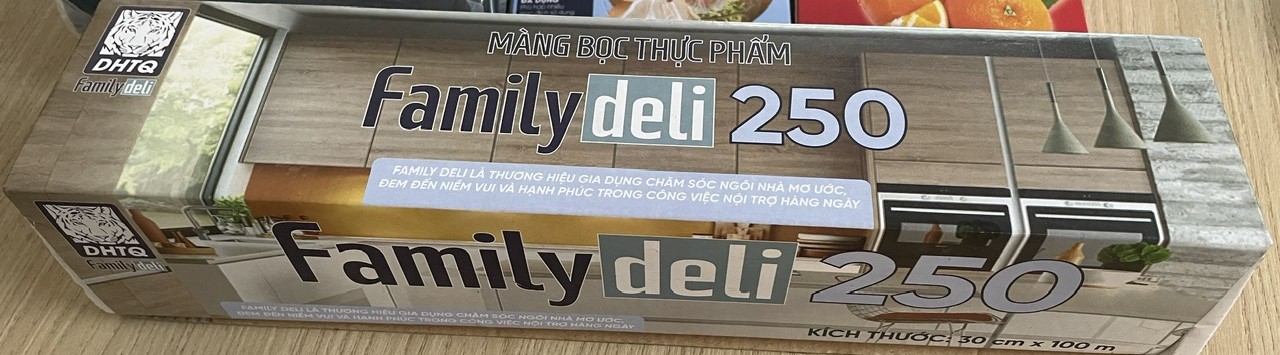 ĐA DỤNG
DHTQ
Family deli
MÀNG BỌC THỰC PHẨM
Family deli 250
FAMILY DELI LÀ THƯƠNG HIỆU GIA DỤNG CHĂM SÓC NGÔI NHÀ MƠ ƯỚC,
ĐEM ĐẾN NIỀM VUI VÀ HẠNH PHÚC TRONG CÔNG VIỆC NỘI TRỢ HÀNG NGÀY
DHTQ
Family deli
Family deli 250
FAMILY DELI LÀ THƯƠNG HIỆU GIA DỤNG CHĂM SÓC NGÔI NHÀ MƠ ƯỚC,
ĐEM ĐẾN NIỀM VUI VÀ HẠNH PHÚC TRONG CÔNG VIỆC NỘI TRỢ HÀNG NGÀY
KÍCH THƯỚC: 30 cm x 100 m